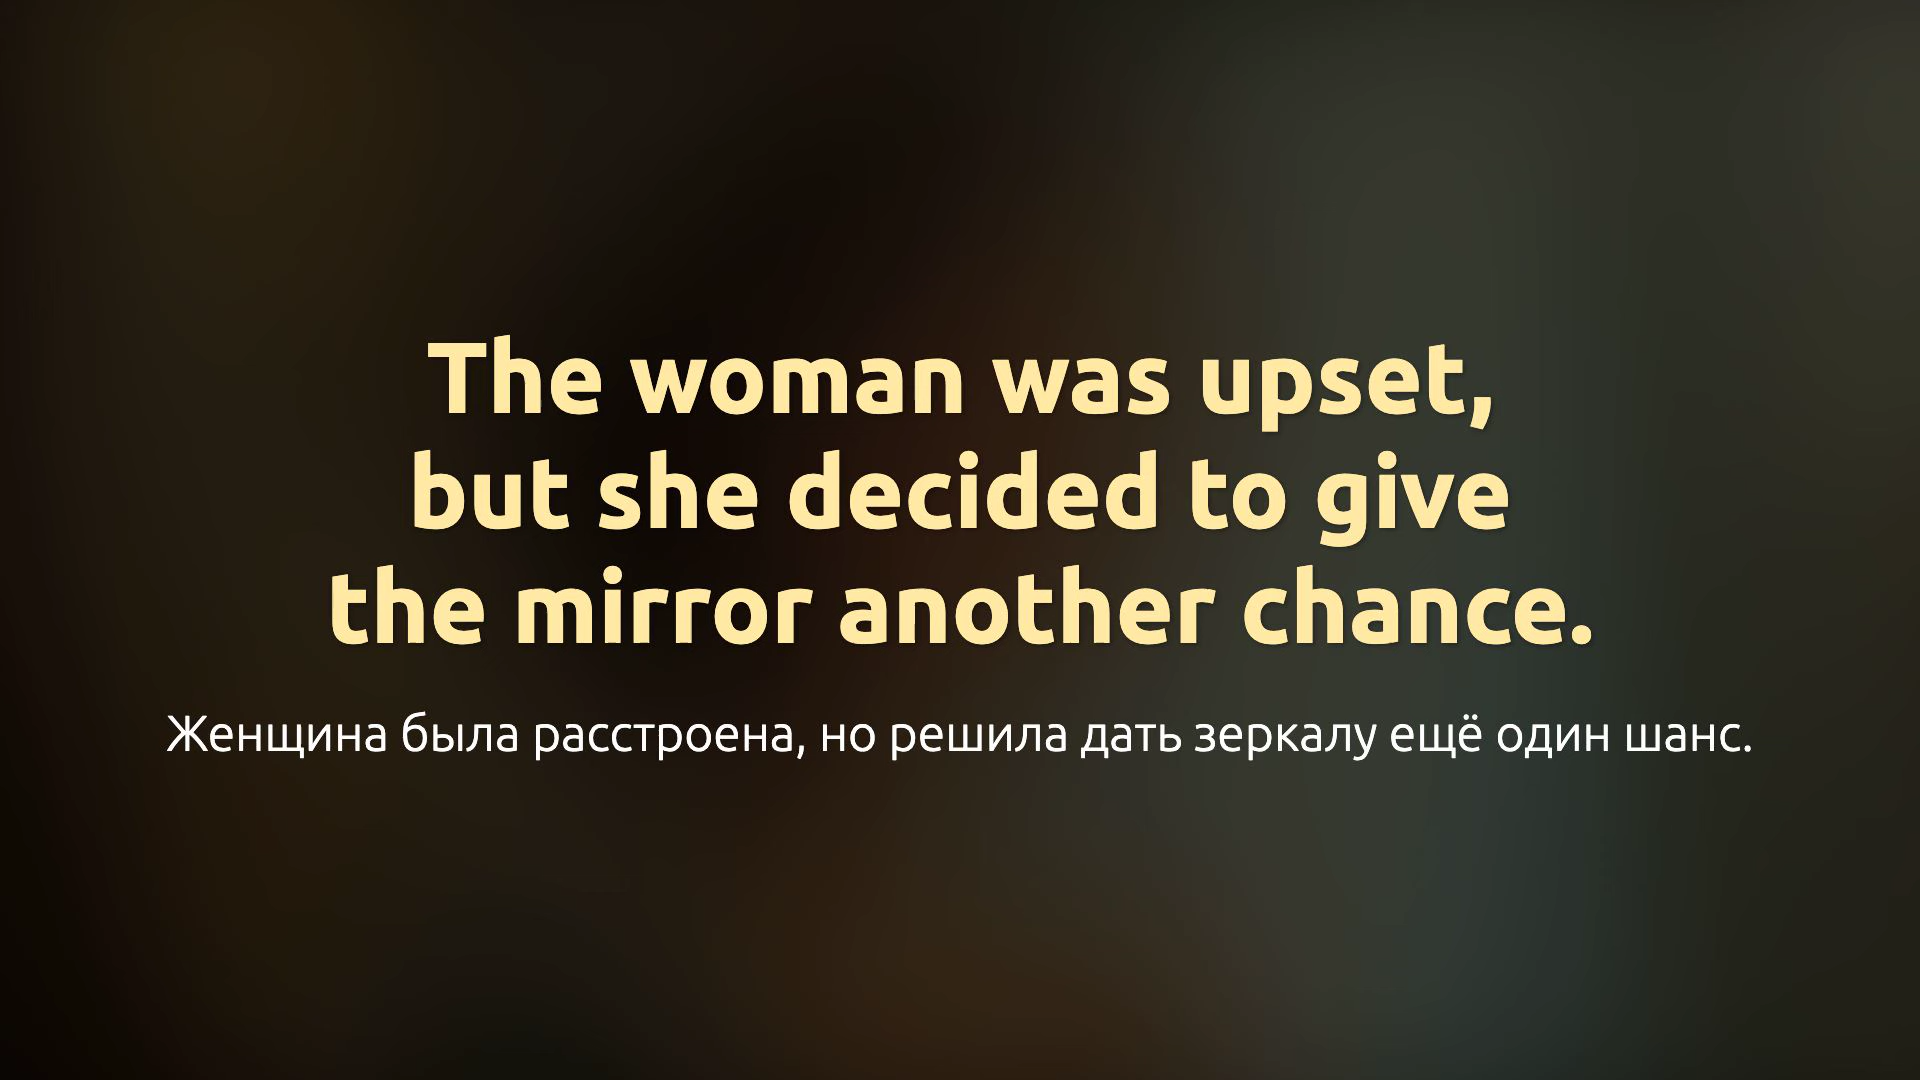 The woman was upset,
but she decided to give
the mirror another chance.
Женщина была расстроена, но решила дать зеркалу ещё один шанс.